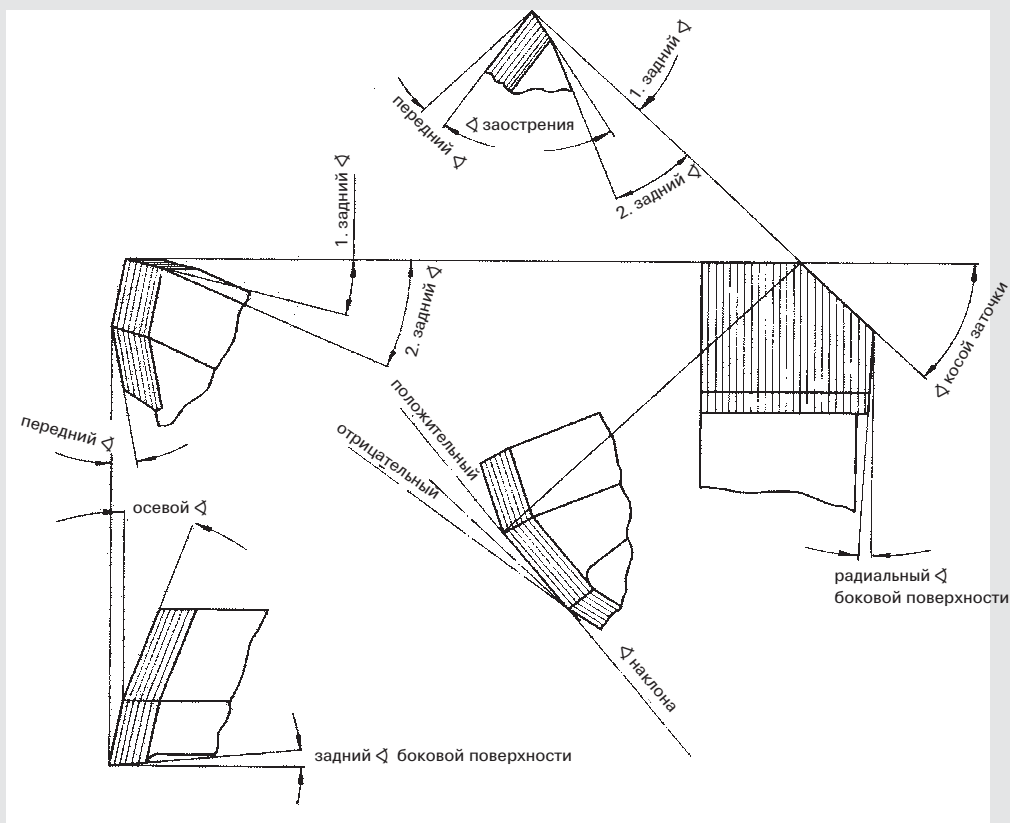 1. задний ∢
передний ∢
∢ заострения
2. задний ∢
1. задний ∢
2. задний ∢
∢ косой заточки
положительный
отрицательный
передний ∢
осевой ∢
радиальный ∢
боковой поверхности
∢ наклона
задний ∢ боковой поверхности